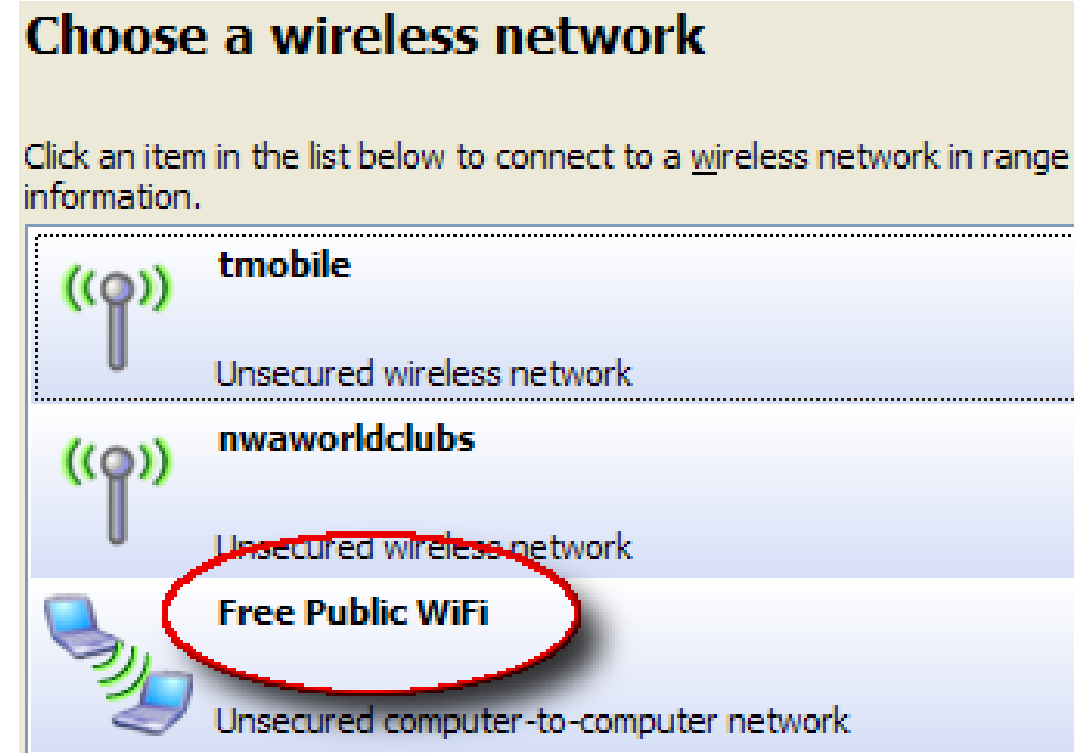 Choose a wireless network
Click an item in the list below to connect to a wireless network in range
information.
tmobile
Unsecured wireless network
nwaworldclubs
Unsecured wireless network
Free Public WiFi
Unsecured computer-to-computer network